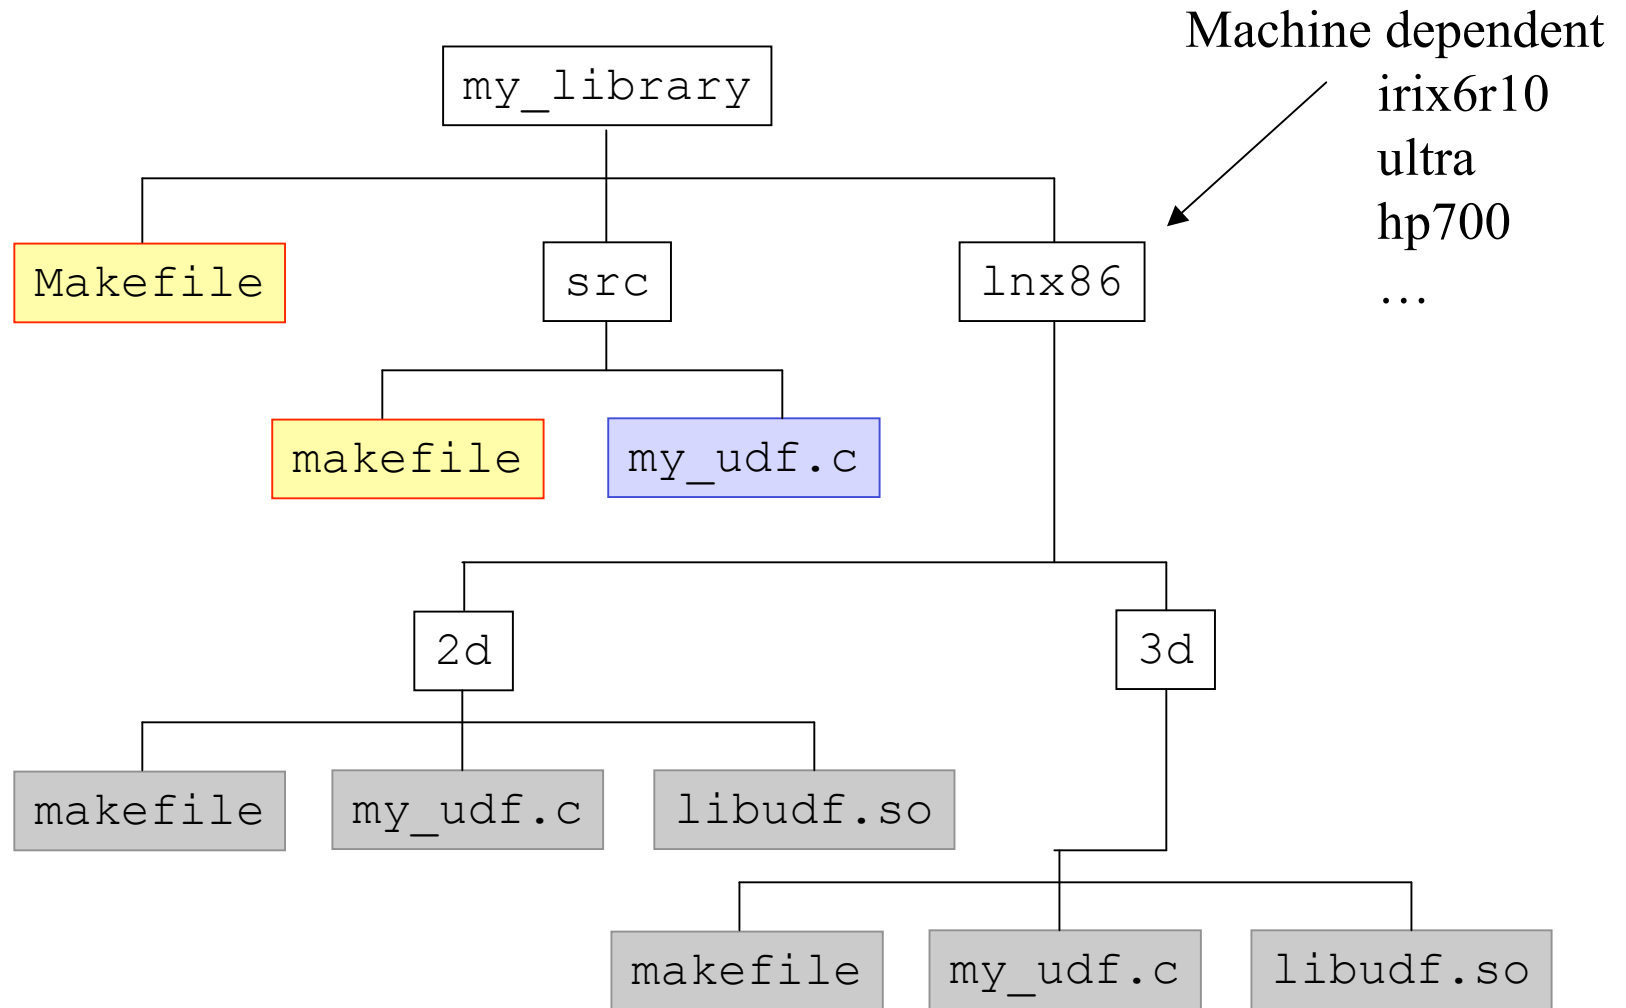 Machine dependent
irix6r10
ultra
hp700
…
my_library
Makefile
src
lnx86
makefile
my_udf.c
2d
3d
makefile
my_udf.c
libudf.so
makefile
my_udf.c
libudf.so